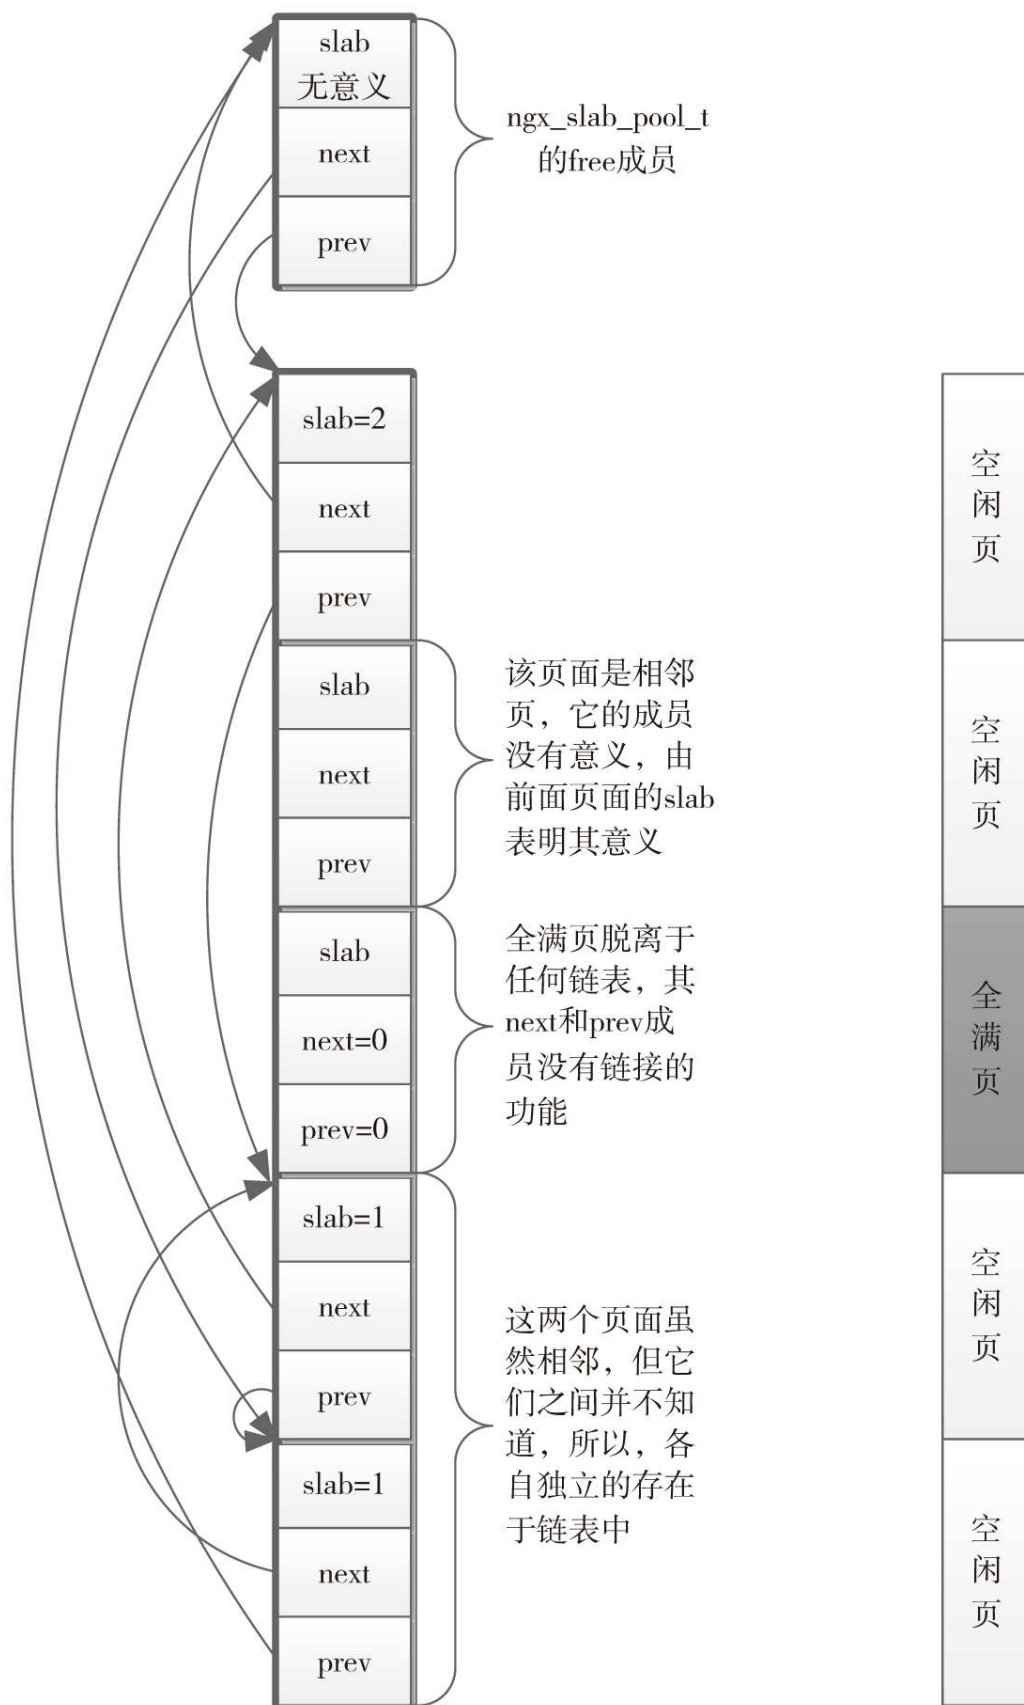 slab
无意义
next
prev
ngx_slab_pool_t
的free成员
slab=2
next
prev
slab
next
prev
该页面是相邻
页，它的成员
没有意义，由
前面页面的slab
表明其意义
slab
next=0
prev=0
全满页脱离于
任何链表，其
next和prev成
员没有链接的
功能
slab=1
next
prev
slab=1
next
prev
这两个页面虽
然相邻，但它
们之间并不知
道，所以，各
自独立的存在
于链表中
空
闲
页
空
闲
页
全
满
页
空
闲
页
空
闲
页